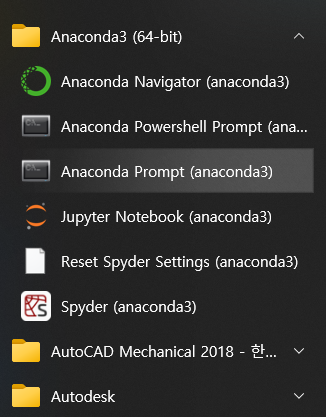 Anaconda3 (64-bit)
Anaconda Navigator (anaconda3)
Anaconda Powershell Prompt (ana...
Anaconda Prompt (anaconda3)
Jupyter Notebook (anaconda3)
Reset Spyder Settings (anaconda3)
Spyder (anaconda3)
AutoCAD Mechanical 2018 - 한...
Autodesk